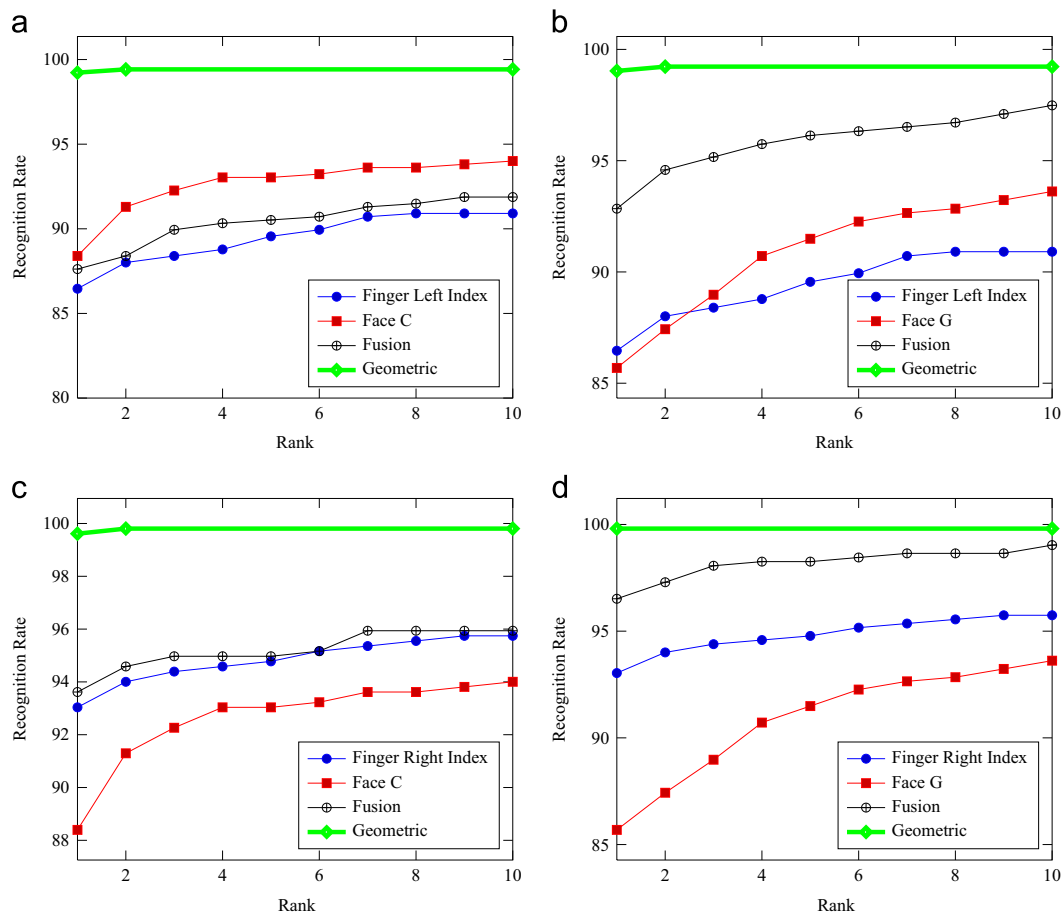 a
100
95
90
85
80
Recognition Rate
Finger Left Index
Face C
Fusion
Geometric
2
4
6
8
10
Rank
b
100
95
90
85
Recognition Rate
Finger Left Index
Face G
Fusion
Geometric
2
4
6
8
10
Rank
c
100
98
96
94
92
90
88
Recognition Rate
Finger Right Index
Face C
Fusion
Geometric
2
4
6
8
10
Rank
d
100
95
90
85
Recognition Rate
Finger Right Index
Face G
Fusion
Geometric
2
4
6
8
10
Rank